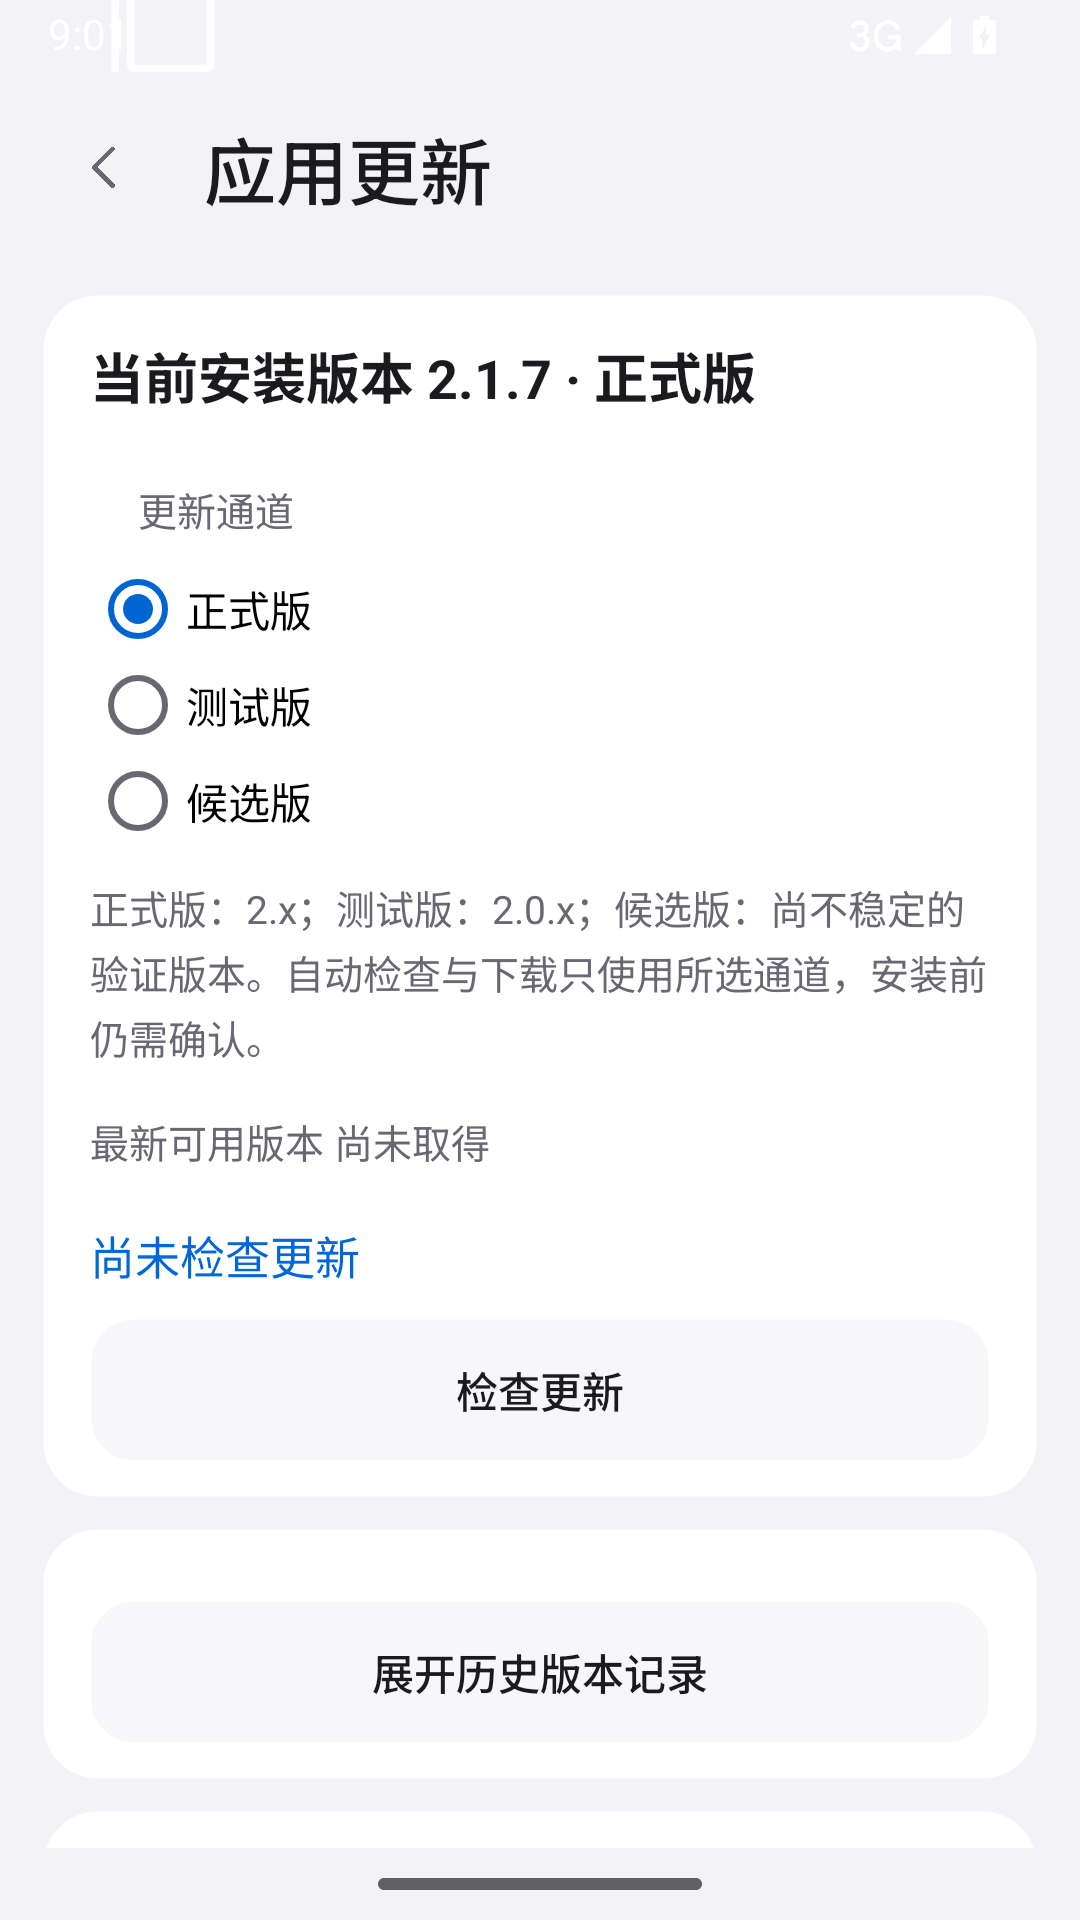 9:01
3G
应用更新
当前安装版本 2.1.7 · 正式版
更新通道
正式版
测试版
候选版
正式版：2.x；测试版：2.0.x；候选版：尚不稳定的
验证版本。自动检查与下载只使用所选通道，安装前
仍需确认。
最新可用版本 尚未取得
尚未检查更新
检查更新
展开历史版本记录